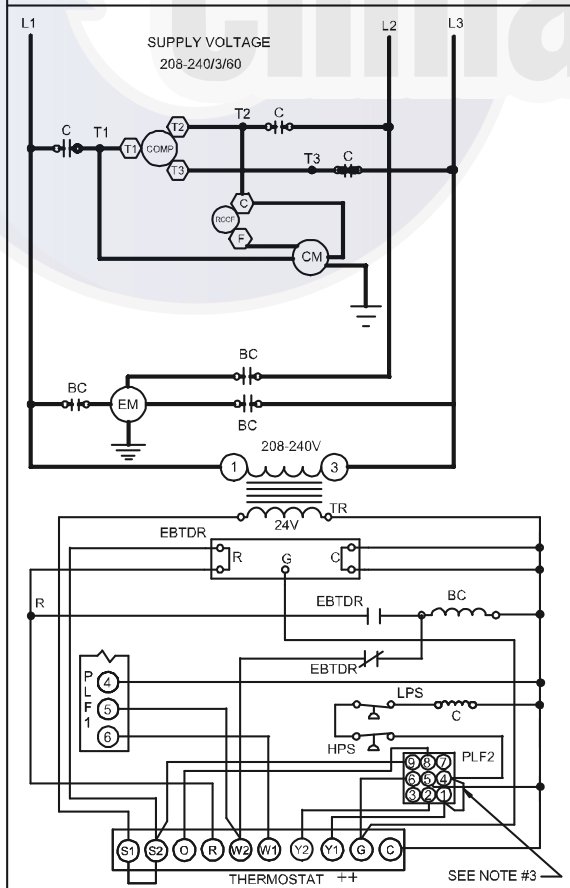 L1
L2
L3
SUPPLY VOLTAGE
208-240/3/60
C
T1
T1
COMP
T2
T3
T2
C
T3
C
RCCF
C
F
CM
BC
BC
EM
BC
208-240V
1
3
24V
TR
EBTDR
R
G
C
R
EBTDR
BC
EBTDR
PLF1
4
5
6
LPS
C
HPS
PLF2
9 8 7
6 5 4
3 2 1
S1 S2 O R W2 W1 Y2 Y1 G C
THERMOSTAT ++
SEE NOTE #3